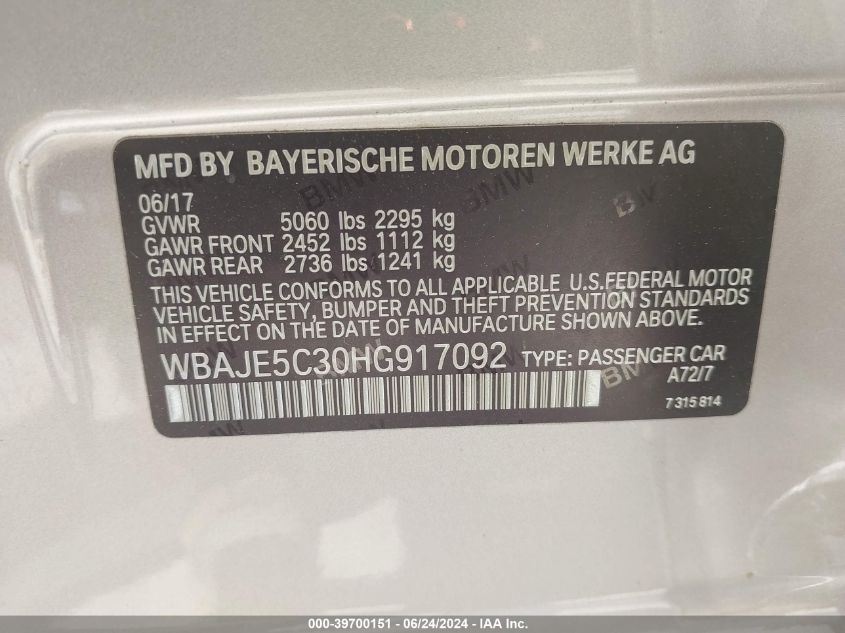 MFD BY BAYERISCHE MOTOREN WERKE AG
06/17
GVWR 5060 lbs 2295 kg
GAWR FRONT 2452 lbs 1112 kg
GAWR REAR 2736 lbs 1241 kg
THIS VEHICLE CONFORMS TO ALL APPLICABLE U.S.FEDERAL MOTOR
VEHICLE SAFETY, BUMPER AND THEFT PREVENTION STANDARDS
IN EFFECT ON THE DATE OF MANUFACTURE SHOWN ABOVE.
WBAJE5C30HG917092 TYPE: PASSENGER CAR
A72/7
7315814
000-39700151 - 06/24/2024 - IAA Inc.